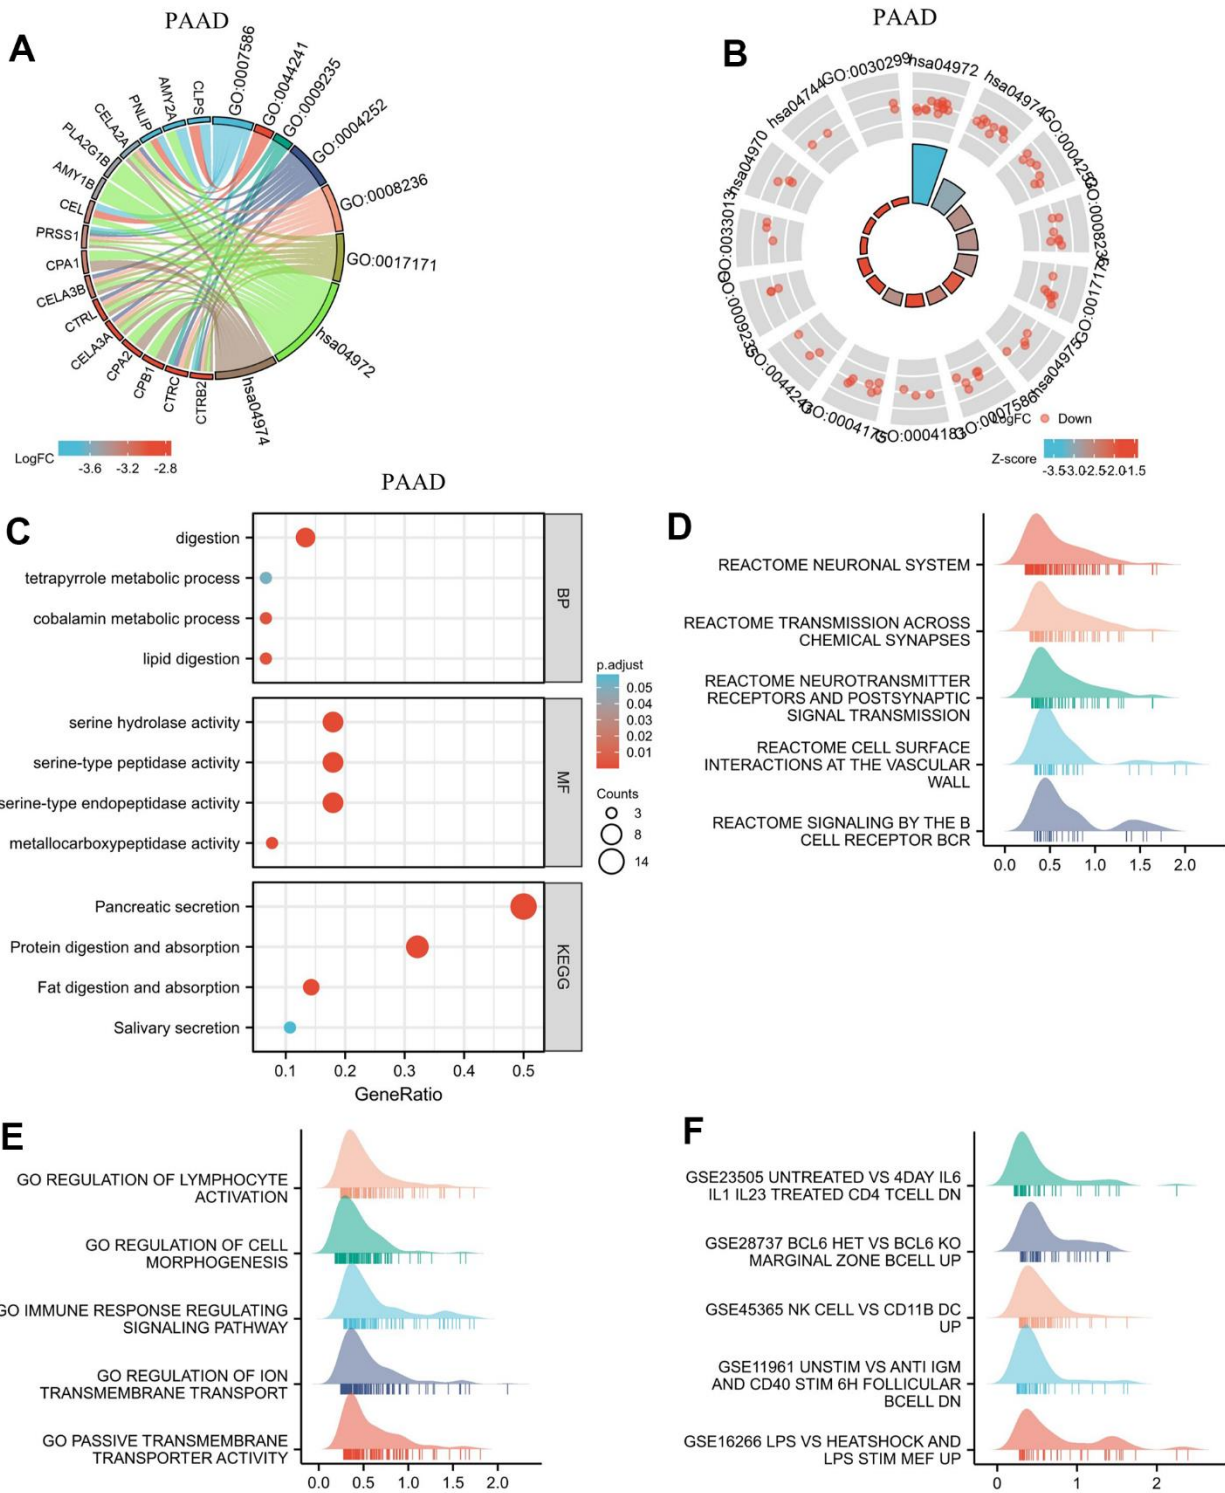 PAAD
A
CLPS
AMY2A
PNLIP
CELA2A
PLA2G1B
AMY1B
CEL
PRSS1
CPA1
CELA3B
CTRL
CELA3A
CPA2
CPB1
CTRC
CTRB2
GO:0007586
GO:0044241
GO:0009235
GO:0004252
GO:0008236
GO:0017171
hsa04972
hsa04974
LogFC
-3.6 -3.2 -2.8
PAAD
B
hsa04972
hsa04974
GO:0004252
GO:0008236
GO:0017171
hsa04975
GO:0007586
GO:0004181
GO:0004175
GO:0044241
GO:0009235
GO:0033013
hsa04970
hsa04744
GO:0030299
LogFC Down
Z-score
-3.5 -3.0 -2.5 -2.0 -1.5
PAAD
C
digestion
tetrapyrrole metabolic process
cobalamin metabolic process
lipid digestion
BP
serine hydrolase activity
serine-type peptidase activity
serine-type endopeptidase activity
metallocarboxypeptidase activity
MF
Pancreatic secretion
Protein digestion and absorption
Fat digestion and absorption
Salivary secretion
KEGG
0.1 0.2 0.3 0.4 0.5
GeneRatio
p.adjust
0.05
0.04
0.03
0.02
0.01
Counts
3
8
14
D
REACTOME NEURONAL SYSTEM
REACTOME TRANSMISSION ACROSS
CHEMICAL SYNAPSES
REACTOME NEUROTRANSMITTER
RECEPTORS AND POSTSYNAPTIC
SIGNAL TRANSMISSION
REACTOME CELL SURFACE
INTERACTIONS AT THE VASCULAR
WALL
REACTOME SIGNALING BY THE B
CELL RECEPTOR BCR
0.0 0.5 1.0 1.5 2.0
E
GO REGULATION OF LYMPHOCYTE
ACTIVATION
GO REGULATION OF CELL
MORPHOGENESIS
GO IMMUNE RESPONSE REGULATING
SIGNALING PATHWAY
GO REGULATION OF ION
TRANSMEMBRANE TRANSPORT
GO PASSIVE TRANSMEMBRANE
TRANSPORTER ACTIVITY
0.0 0.5 1.0 1.5 2.0
F
GSE23505 UNTREATED VS 4DAY IL6
IL1 IL23 TREATED CD4 TCELL DN
GSE28737 BCL6 HET VS BCL6 KO
MARGINAL ZONE BCELL UP
GSE45365 NK CELL VS CD11B DC
UP
GSE11961 UNSTIM VS ANTI IGM
AND CD40 STIM 6H FOLLICULAR
BCELL DN
GSE16266 LPS VS HEATSHOCK AND
LPS STIM MEF UP
0 1 2